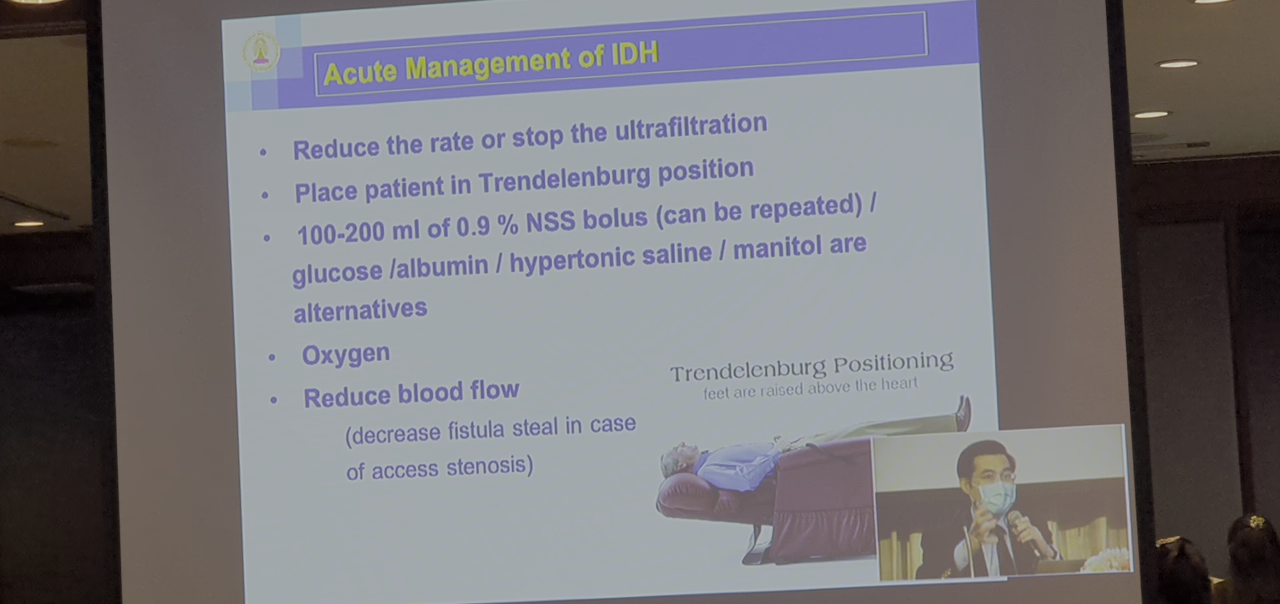 Acute Management of IDH
• Reduce the rate or stop the ultrafiltration
• Place patient in Trendelenburg position
• 100-200 ml of 0.9 % NSS bolus (can be repeated) /
glucose /albumin / hypertonic saline / manitol are
alternatives
• Oxygen
• Reduce blood flow
(decrease fistula steal in case
of access stenosis)
Trendelenburg Positioning
feet are raised above the heart